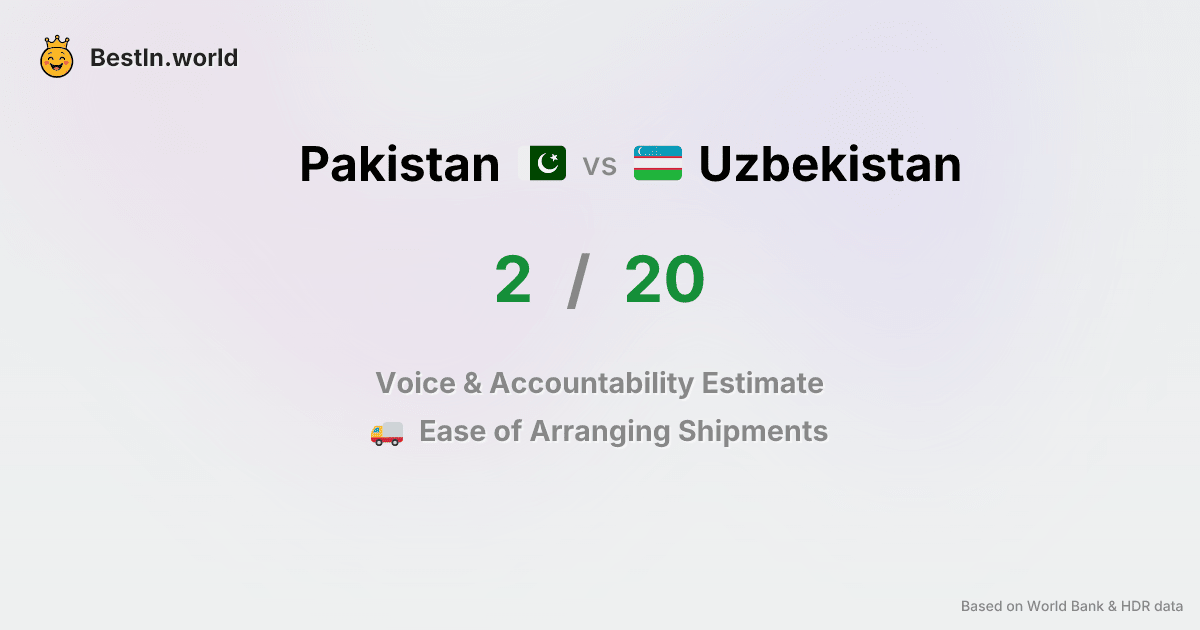 BestIn.world
Pakistan vs Uzbekistan
2 / 20
Voice & Accountability Estimate
Ease of Arranging Shipments
Based on World Bank & HDR data